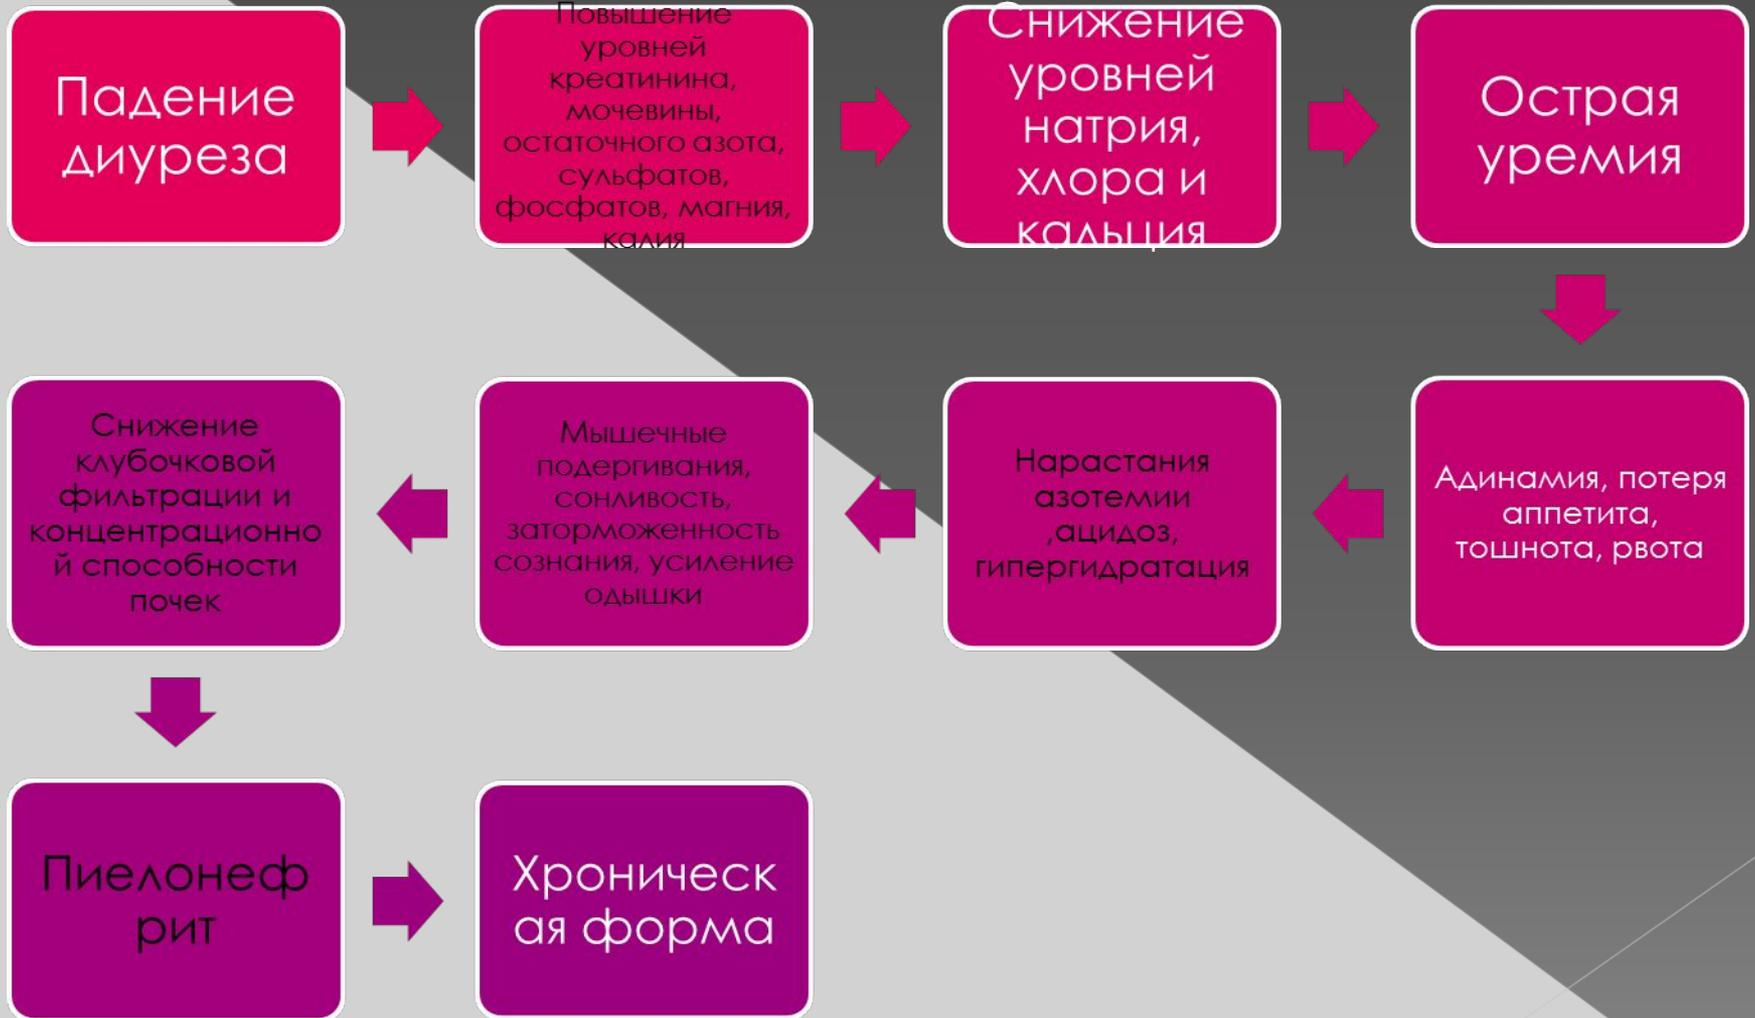 Падение
диуреза
Повышение
уровней
креатинина,
мочевины,
остаточного азота,
сульфатов,
фосфатов, магния,
калия
Снижение
уровней
натрия,
хлора и
кальция
Острая
уремия
Адинамия, потеря
аппетита,
тошнота, рвота
Нарастания
азотемии
,ацидоз,
гипергидратация
Мышечные
подергивания,
сонливость,
заторможенность
сознания, усиление
одышки
Снижение
клубочковой
фильтрации и
концентрационно
й способности
почек
Пиелонеф
рит
Хроническ
ая форма